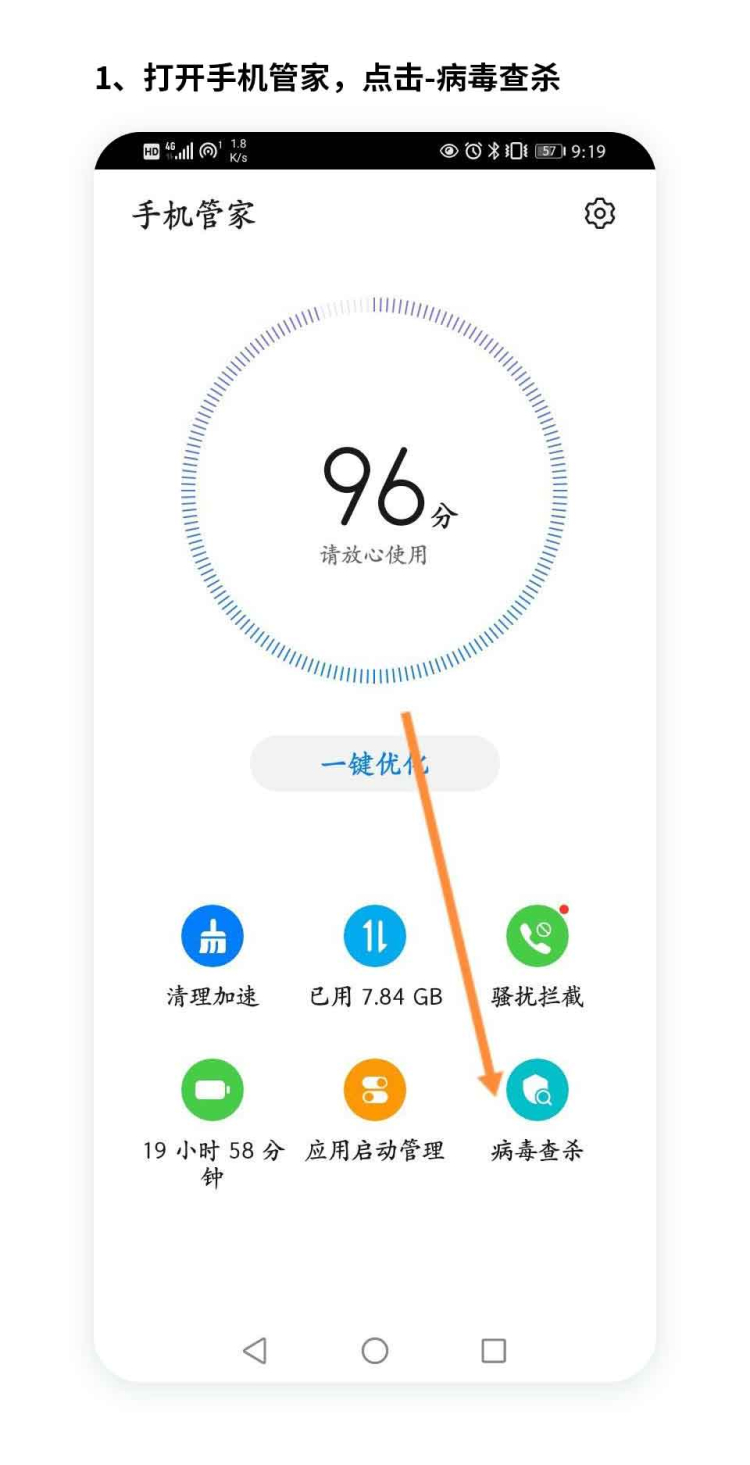 1、打开手机管家，点击-病毒查杀
HD 4G 1 1.8 K/s 57 9:19
手机管家
96分
请放心使用
一键优化
清理加速 已用 7.84 GB 骚扰拦截
19 小时 58 分钟 应用启动管理 病毒查杀